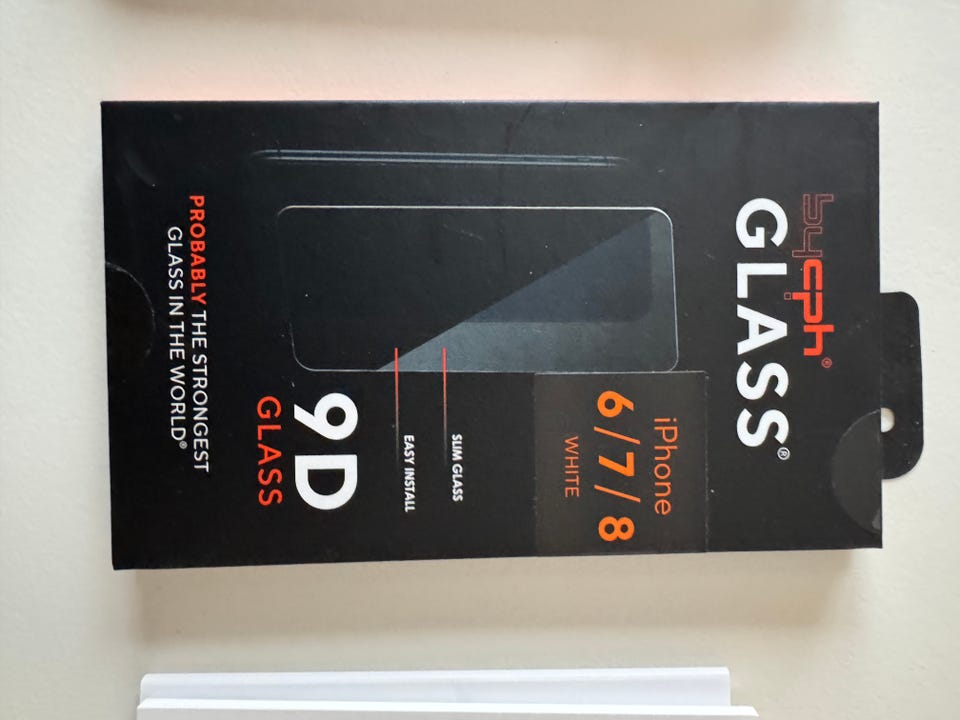 bycph®
GLASS®
iPhone
6/7/8
WHITE
SLIM GLASS
EASY INSTALL
9D
GLASS
PROBABLY THE STRONGEST
GLASS IN THE WORLD®